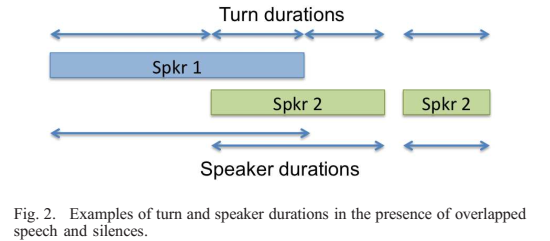 Turn durations
Spkr 1
Spkr 2
Spkr 2
Speaker durations
Fig. 2. Examples of turn and speaker durations in the presence of overlapped
speech and silences.